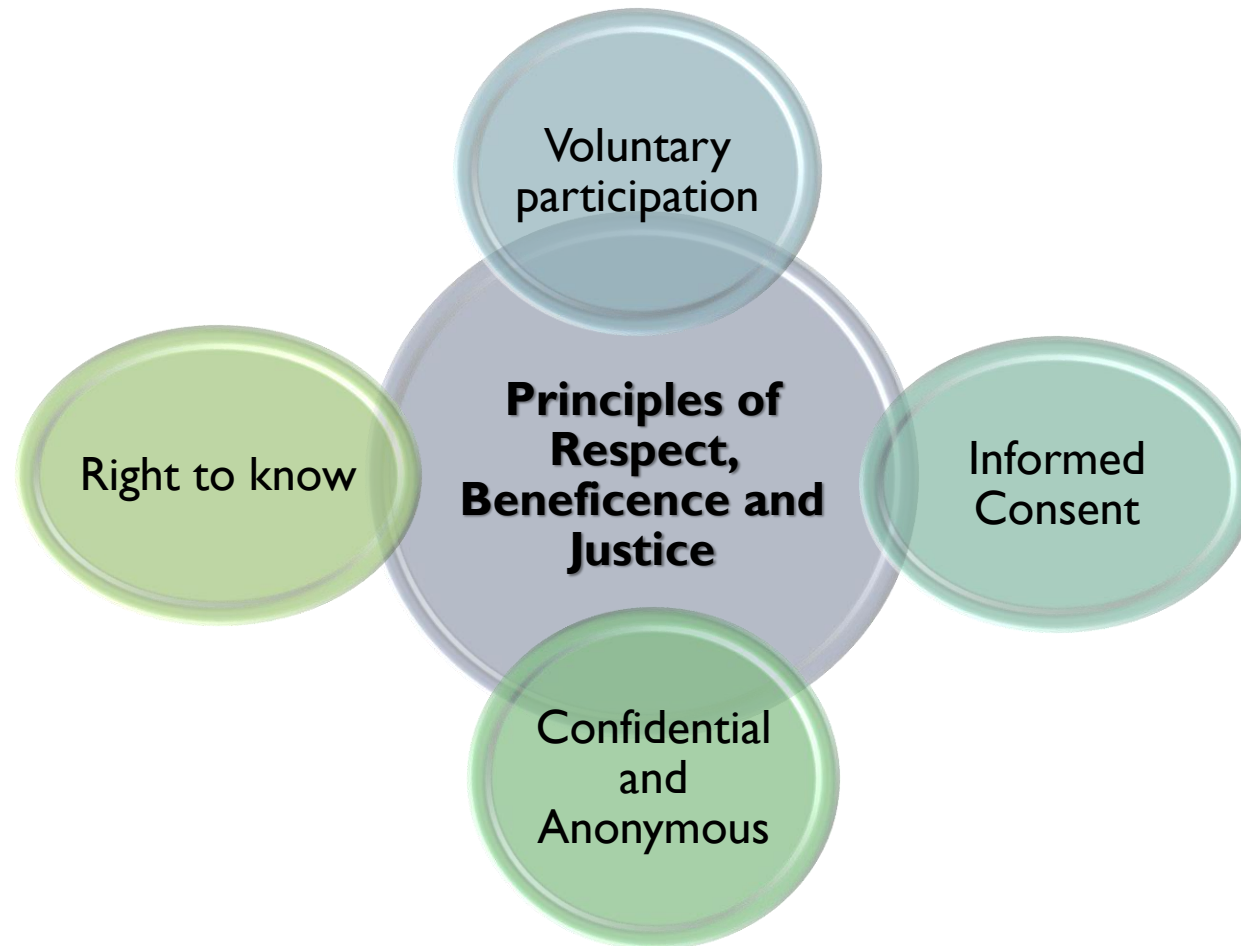 Voluntary
participation
Principles of
Respect,
Beneficence and
Justice
Right to know
Informed
Consent
Confidential
and
Anonymous